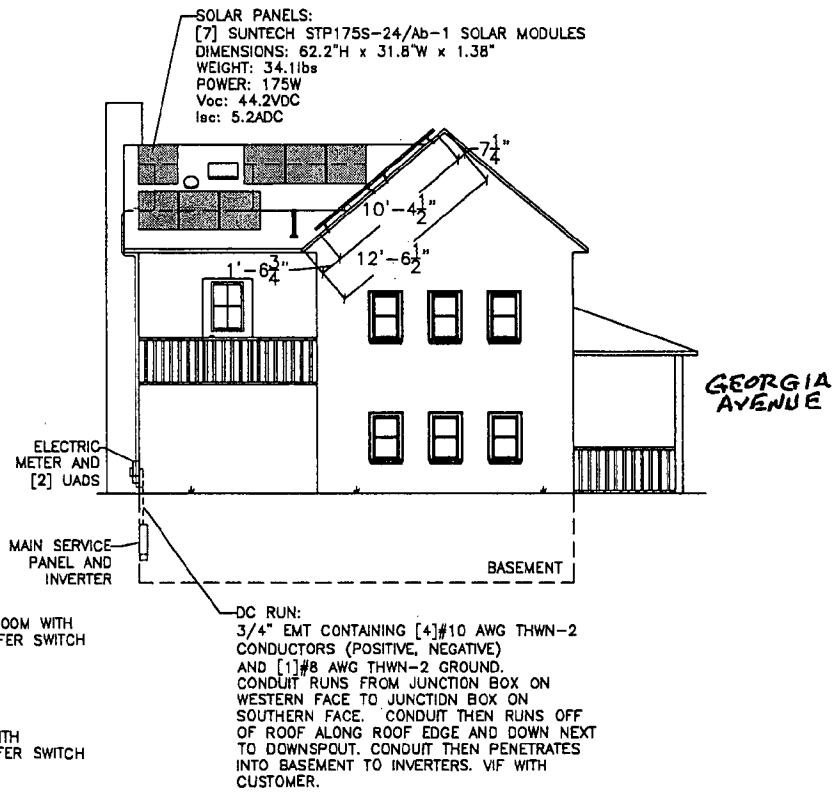 SOLAR PANELS:
[7] SUNTECH STP175S-24/Ab-1 SOLAR MODULES
DIMENSIONS: 62.2"H x 31.8"W x 1.38"
WEIGHT: 34.1lbs
POWER: 175W
Voc: 44.2VDC
Isc: 5.2ADC
7 1/4"
10'-4 1/2"
12'-6 1/2"
1'-6 3/4"
GEORGIA
AVENUE
ELECTRIC
METER AND
[2] UADS
MAIN SERVICE
PANEL AND
INVERTER
BASEMENT
OOM WITH
FER SWITCH
ITH
FER SWITCH
DC RUN:
3/4" EMT CONTAINING [4]#10 AWG THWN-2
CONDUCTORS (POSITIVE, NEGATIVE)
AND [1]#8 AWG THWN-2 GROUND.
CONDUIT RUNS FROM JUNCTION BOX ON
WESTERN FACE TO JUNCTION BOX ON
SOUTHERN FACE. CONDUIT THEN RUNS OFF
OF ROOF ALONG ROOF EDGE AND DOWN NEXT
TO DOWNSPOUT. CONDUIT THEN PENETRATES
INTO BASEMENT TO INVERTERS. VIF WITH
CUSTOMER.